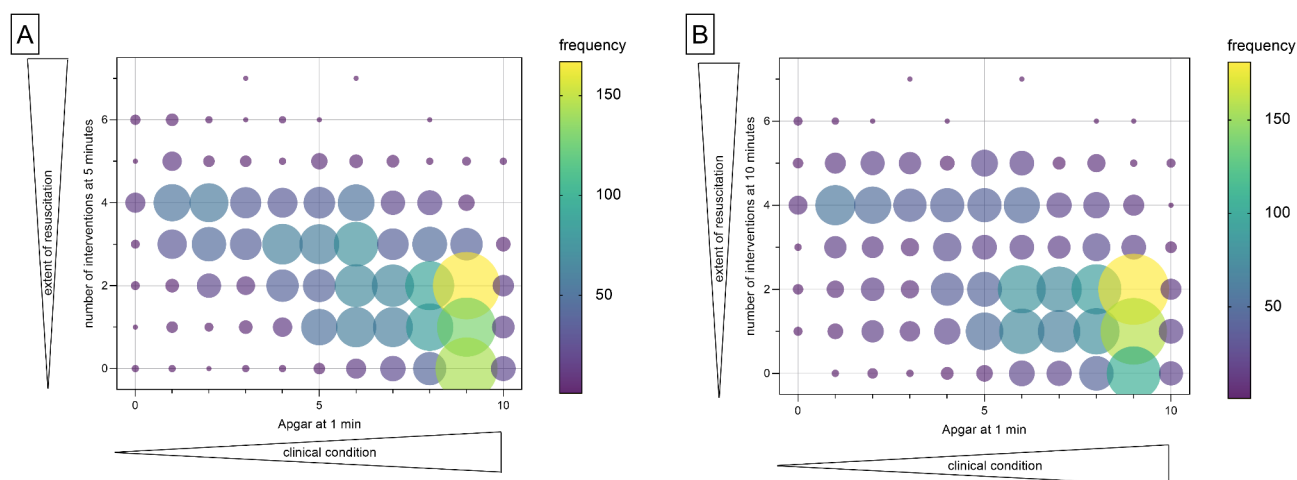 A
frequency
150
100
50
extent of resuscitation
number of interventions at 5 minutes
6
4
2
0
0 5 10
Apgar at 1 min
clinical condition
B
frequency
150
100
50
extent of resuscitation
number of interventions at 10 minutes
6
4
2
0
0 5 10
Apgar at 1 min
clinical condition